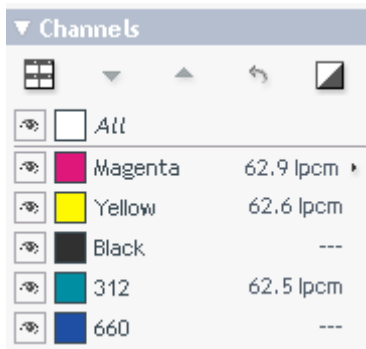 Channels
All
Magenta 62.9 lpcm
Yellow 62.6 lpcm
Black ---
312 62.5 lpcm
660 ---